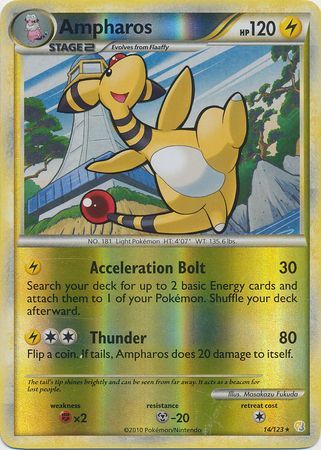 STAGE 2 Ampharos HP 120
Evolves from Flaaffy
NO. 181 Light Pokémon HT: 4'07" WT: 135.6 lbs.
Acceleration Bolt 30
Search your deck for up to 2 basic Energy cards and
attach them to 1 of your Pokémon. Shuffle your deck
afterward.
Thunder 80
Flip a coin. If tails, Ampharos does 20 damage to itself.
The tail's tip shines brightly and can be seen from far away. It acts as a beacon for
lost people.
Illus. Masakazu Fukuda
weakness resistance retreat cost
×2 -20
©2010 Pokémon/Nintendo 14/123 ★